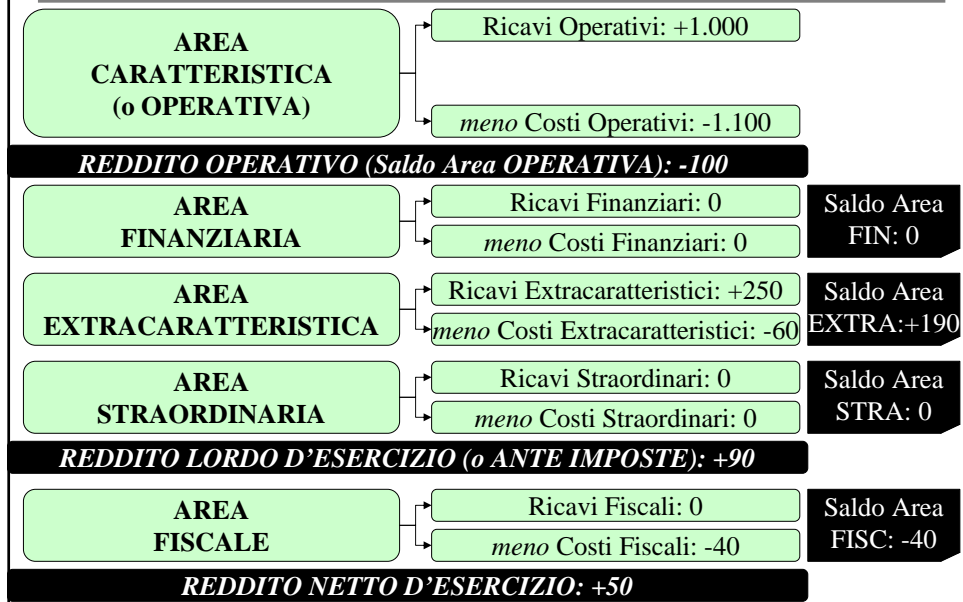 AREA
CARATTERISTICA
(o OPERATIVA)
Ricavi Operativi: +1.000
meno Costi Operativi: -1.100
REDDITO OPERATIVO (Saldo Area OPERATIVA): -100
AREA
FINANZIARIA
Ricavi Finanziari: 0
meno Costi Finanziari: 0
Saldo Area
FIN: 0
AREA
EXTRACARATTERISTICA
Ricavi Extracaratteristici: +250
meno Costi Extracaratteristici: -60
Saldo Area
EXTRA:+190
AREA
STRAORDINARIA
Ricavi Straordinari: 0
meno Costi Straordinari: 0
Saldo Area
STRA: 0
REDDITO LORDO D’ESERCIZIO (o ANTE IMPOSTE): +90
AREA
FISCALE
Ricavi Fiscali: 0
meno Costi Fiscali: -40
Saldo Area
FISC: -40
REDDITO NETTO D’ESERCIZIO: +50